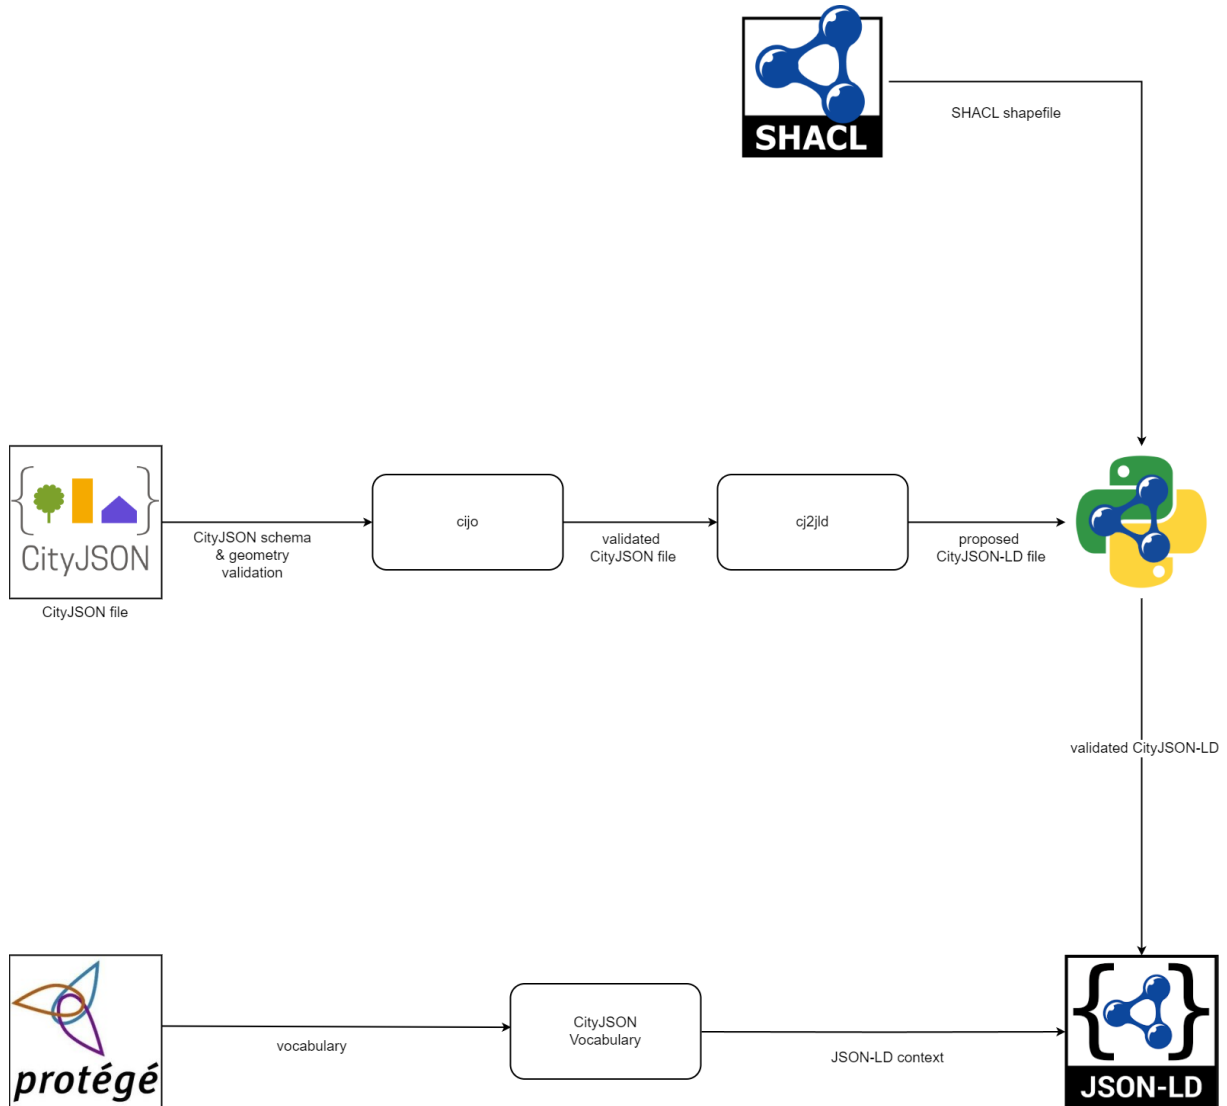 SHACL
SHACL shapefile
CityJSON
CityJSON file
CityJSON schema
& geometry
validation
cijo
validated
CityJSON file
cj2jld
proposed
CityJSON-LD file
validated CityJSON-LD
protégé
vocabulary
CityJSON
Vocabulary
JSON-LD context
JSON-LD